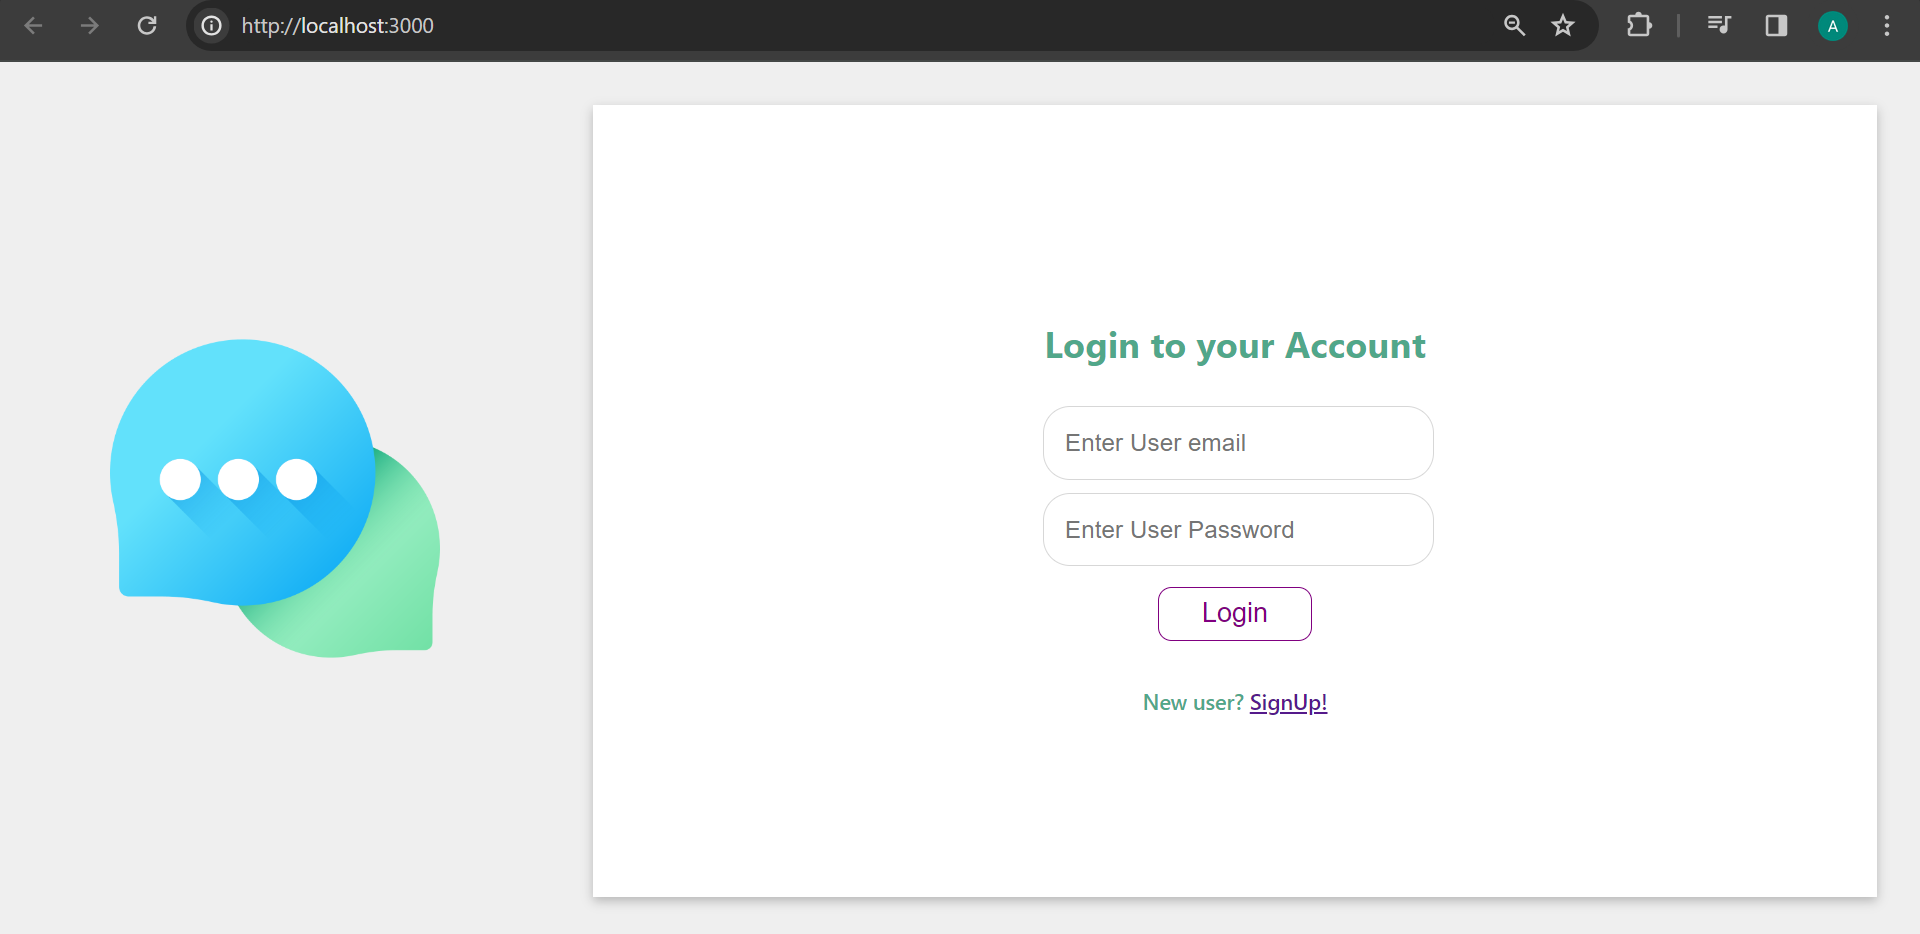 http://localhost:3000
A
Login to your Account
Enter User email
Enter User Password
Login
New user? SignUp!